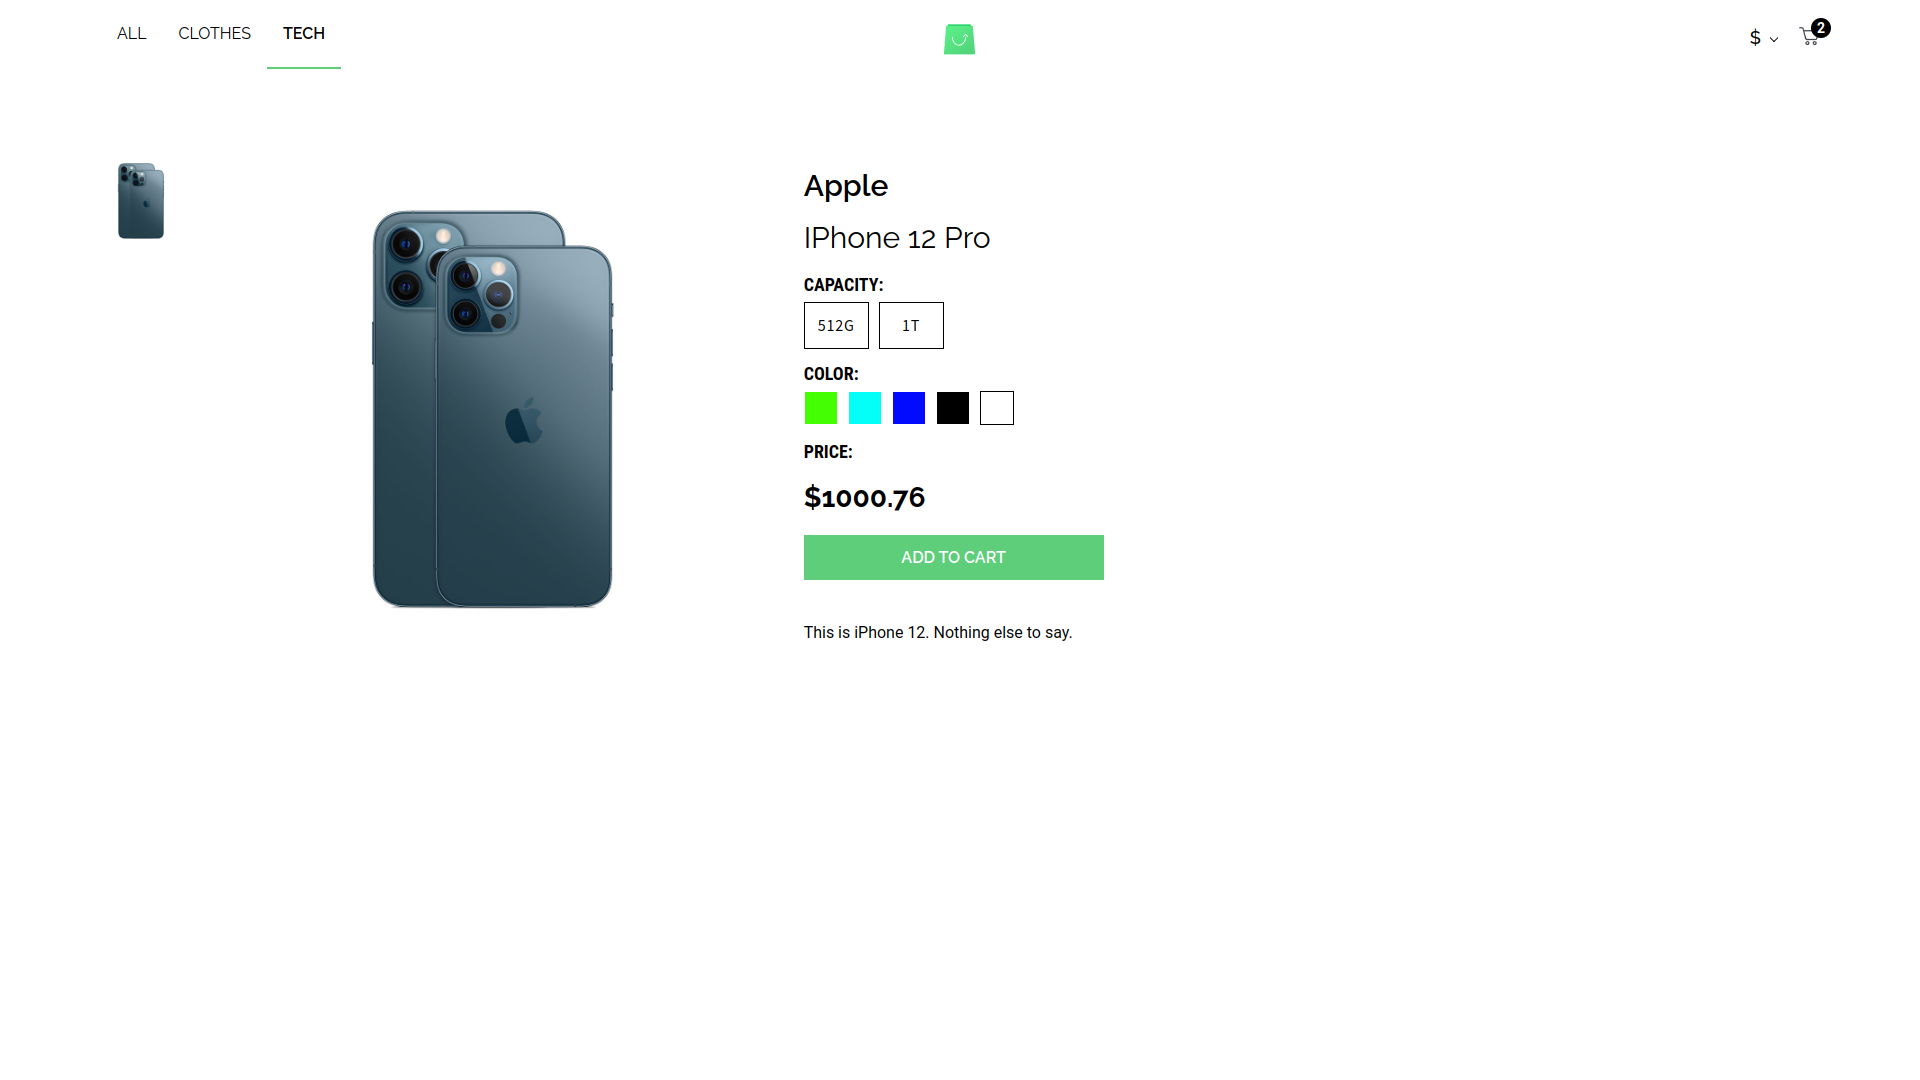 ALL CLOTHES TECH
$ 2
Apple
IPhone 12 Pro
CAPACITY:
512G 1T
COLOR:
PRICE:
$1000.76
ADD TO CART
This is iPhone 12. Nothing else to say.